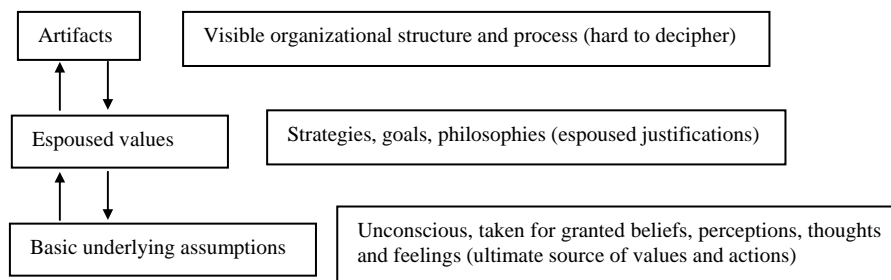 Artifacts
Visible organizational structure and process (hard to decipher)
Espoused values
Strategies, goals, philosophies (espoused justifications)
Basic underlying assumptions
Unconscious, taken for granted beliefs, perceptions, thoughts
and feelings (ultimate source of values and actions)